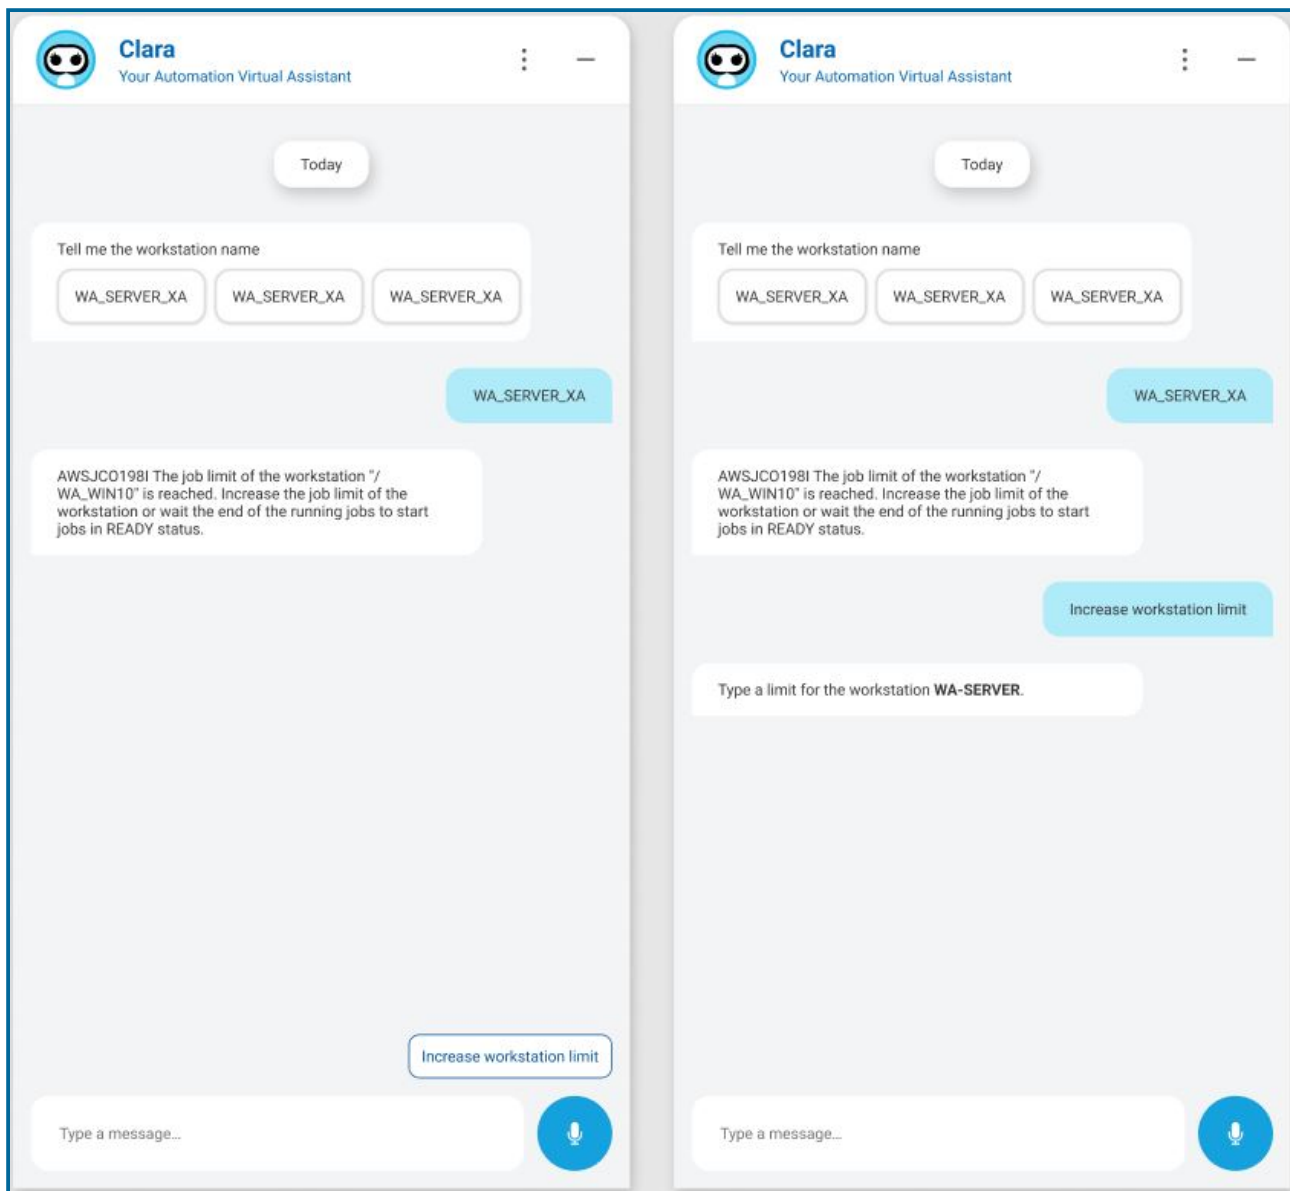 Clara
Your Automation Virtual Assistant
Today
Tell me the workstation name
WA_SERVER_XA WA_SERVER_XA WA_SERVER_XA
WA_SERVER_XA
AWSJCO198I The job limit of the workstation "/
WA_WIN10" is reached. Increase the job limit of the
workstation or wait the end of the running jobs to start
jobs in READY status.
Increase workstation limit
Type a message...
Clara
Your Automation Virtual Assistant
Today
Tell me the workstation name
WA_SERVER_XA WA_SERVER_XA WA_SERVER_XA
WA_SERVER_XA
AWSJCO198I The job limit of the workstation "/
WA_WIN10" is reached. Increase the job limit of the
workstation or wait the end of the running jobs to start
jobs in READY status.
Increase workstation limit
Type a limit for the workstation WA-SERVER.
Type a message...